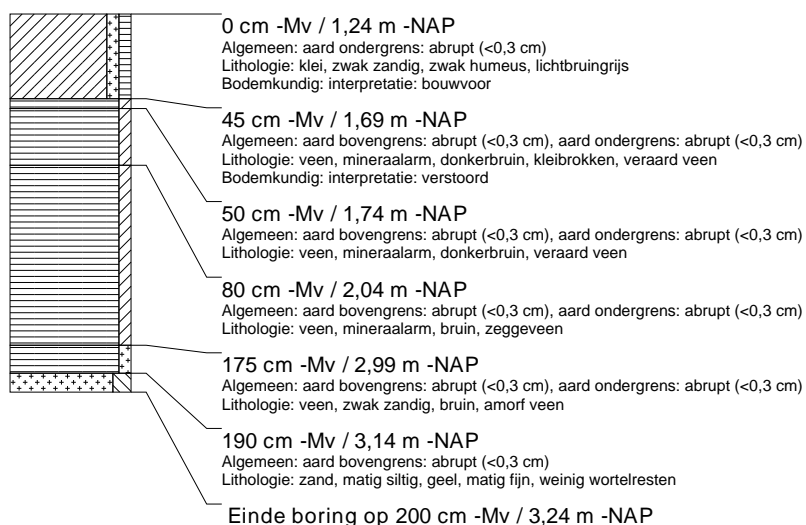 0 cm -Mv / 1,24 m -NAP
Algemeen: aard ondergrens: abrupt (<0,3 cm)
Lithologie: klei, zwak zandig, zwak humeus, lichtbruingrijs
Bodemkundig: interpretatie: bouwvoor
45 cm -Mv / 1,69 m -NAP
Algemeen: aard bovengrens: abrupt (<0,3 cm), aard ondergrens: abrupt (<0,3 cm)
Lithologie: veen, mineraalarm, donkerbruin, kleibrokken, veraard veen
Bodemkundig: interpretatie: verstoord
50 cm -Mv / 1,74 m -NAP
Algemeen: aard bovengrens: abrupt (<0,3 cm), aard ondergrens: abrupt (<0,3 cm)
Lithologie: veen, mineraalarm, donkerbruin, veraard veen
80 cm -Mv / 2,04 m -NAP
Algemeen: aard bovengrens: abrupt (<0,3 cm), aard ondergrens: abrupt (<0,3 cm)
Lithologie: veen, mineraalarm, bruin, zeggeveen
175 cm -Mv / 2,99 m -NAP
Algemeen: aard bovengrens: abrupt (<0,3 cm), aard ondergrens: abrupt (<0,3 cm)
Lithologie: veen, zwak zandig, bruin, amorf veen
190 cm -Mv / 3,14 m -NAP
Algemeen: aard bovengrens: abrupt (<0,3 cm)
Lithologie: zand, matig siltig, geel, matig fijn, weinig wortelresten
Einde boring op 200 cm -Mv / 3,24 m -NAP